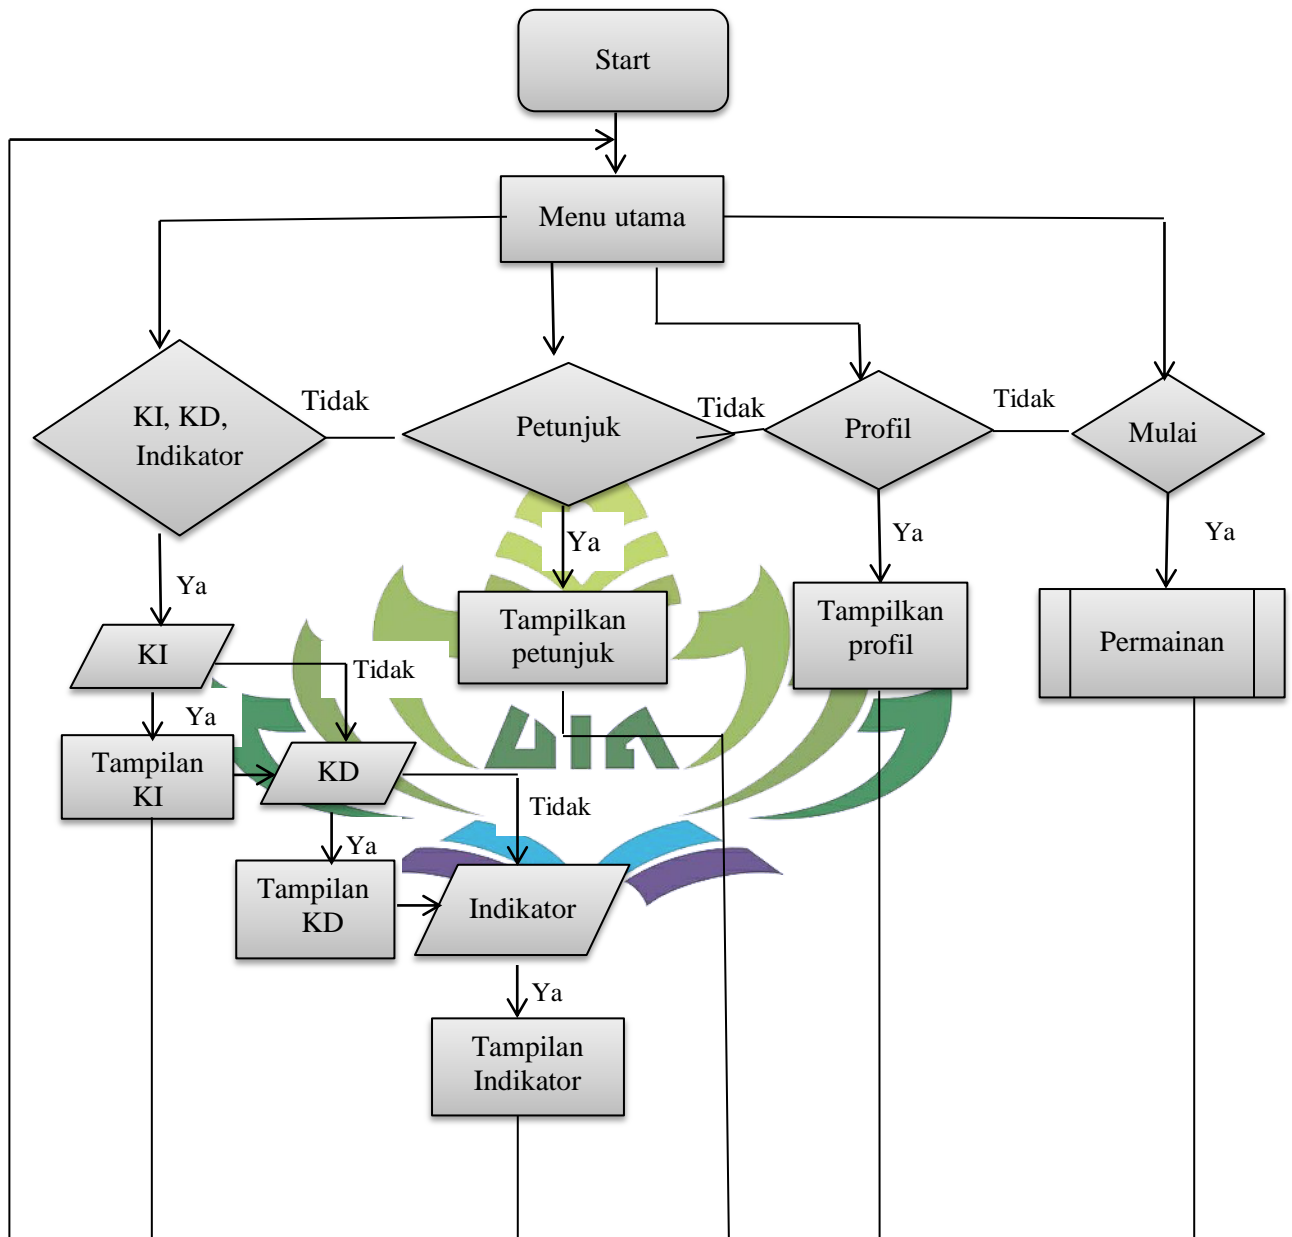 Start
Menu utama
KI, KD,
Indikator
Tidak
Petunjuk
Tidak
Profil
Tidak
Mulai
Ya
Ya
Ya
Ya
KI
Tidak
Tampilkan
petunjuk
Tampilkan
profil
Permainan
Ya
Tampilan
KI
KD
Tidak
Ya
Tampilan
KD
Indikator
Ya
Tampilan
Indikator